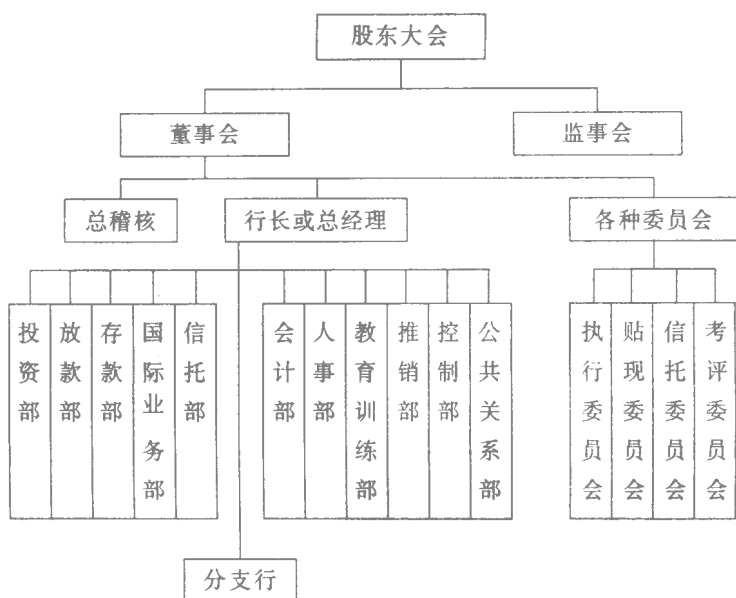 股东大会
董事会
监事会
总稽核
行长或总经理
各种委员会
投资部
放款部
存款部
国际业务部
信托部
会计部
人事部
教育训练部
推销部
控制部
公共关系部
执行委员会
贴现委员会
信托委员会
考评委员会
分支行